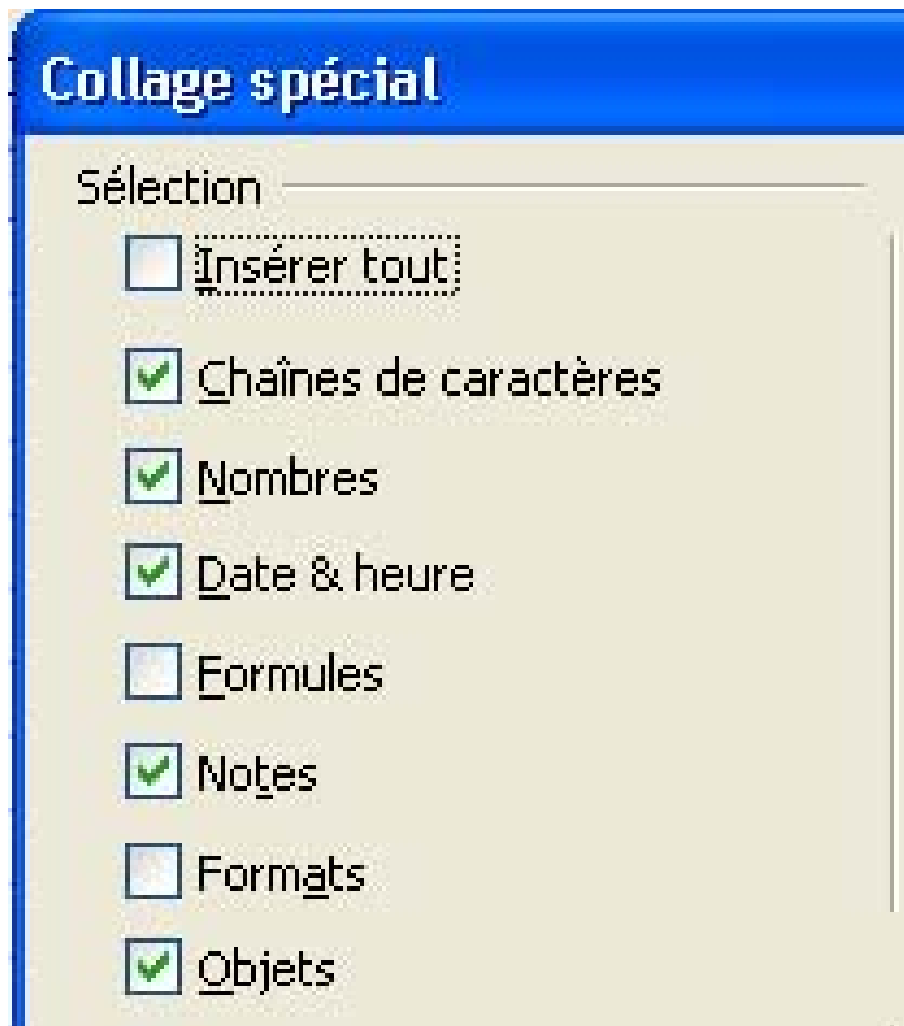 Collage spécial
Sélection
Insérer tout
Chaînes de caractères
Nombres
Date & heure
Formules
Notes
Formats
Objets